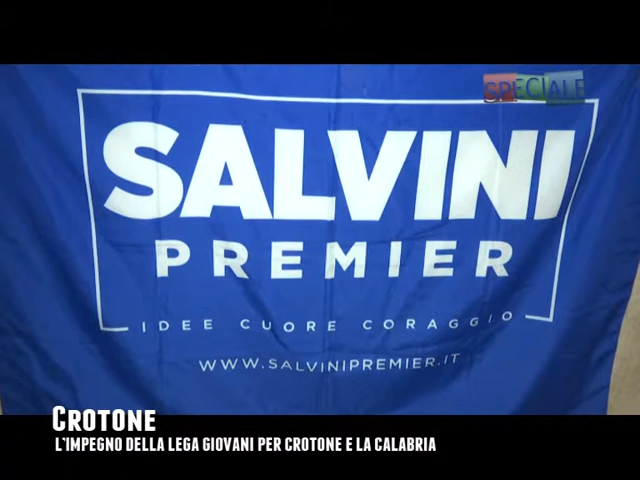 SPECIALE
SALVINI
PREMIER
IDEE CUORE CORAGGIO
WWW.SALVINIPREMIER.IT
CROTONE
L'IMPEGNO DELLA LEGA GIOVANI PER CROTONE E LA CALABRIA